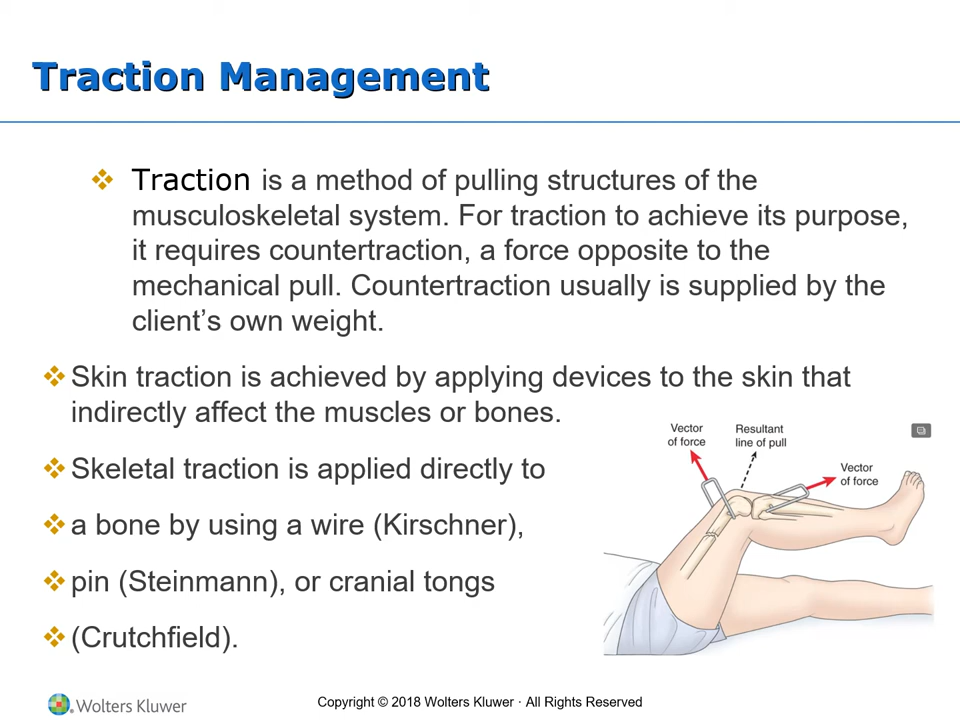 Traction Management
❖ Traction is a method of pulling structures of the
musculoskeletal system. For traction to achieve its purpose,
it requires countertraction, a force opposite to the
mechanical pull. Countertraction usually is supplied by the
client’s own weight.
❖ Skin traction is achieved by applying devices to the skin that
indirectly affect the muscles or bones.
❖ Skeletal traction is applied directly to
❖ a bone by using a wire (Kirschner),
❖ pin (Steinmann), or cranial tongs
❖ (Crutchfield).
Vector
of force
Resultant
line of pull
Vector
of force
Wolters Kluwer
Copyright © 2018 Wolters Kluwer · All Rights Reserved